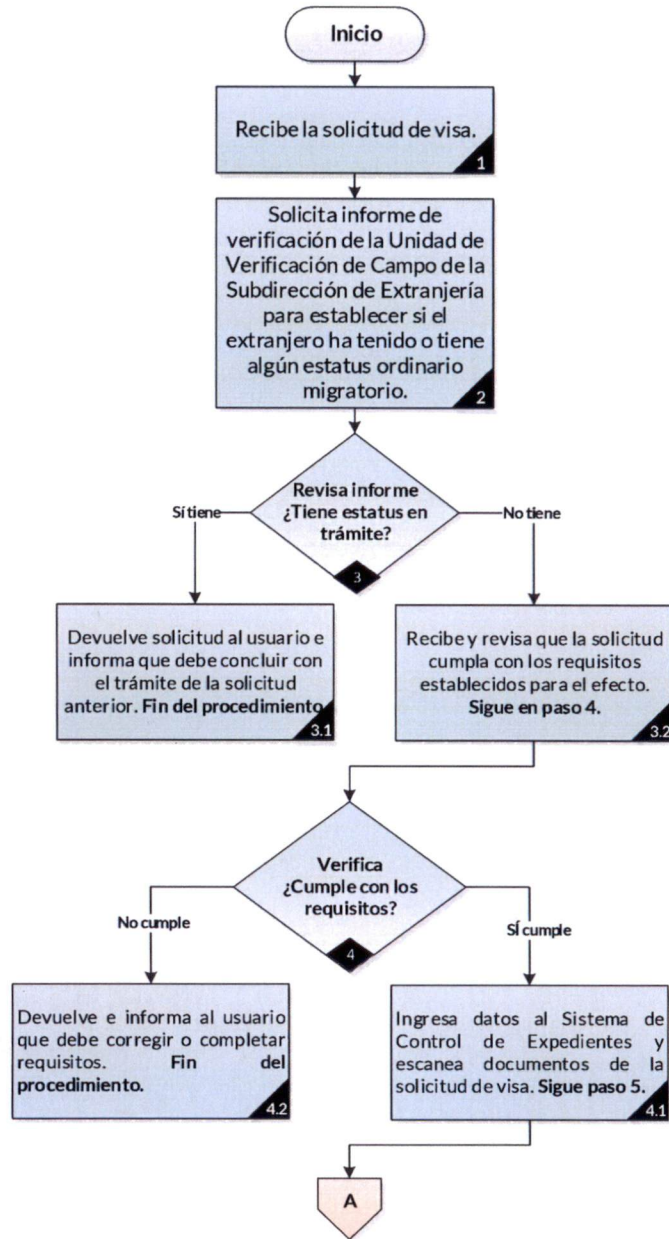 Inicio
Recibe la solicitud de visa.
1
Solicita informe de
verificación de la Unidad de
Verificación de Campo de la
Subdirección de Extranjería
para establecer si el
extranjero ha tenido o tiene
algún estatus ordinario
migratorio.
2
Revisa informe
¿Tiene estatus en
trámite?
3
Sí tiene
No tiene
Devuelve solicitud al usuario e
informa que debe concluir con
el trámite de la solicitud
anterior. Fin del procedimiento
3.1
Recibe y revisa que la solicitud
cumpla con los requisitos
establecidos para el efecto.
Sigue en paso 4.
3.2
Verifica
¿Cumple con los
requisitos?
4
No cumple
SÍ cumple
Devuelve e informa al usuario
que debe corregir o completar
requisitos. Fin del
procedimiento.
4.2
Ingresa datos al Sistema de
Control de Expedientes y
escanea documentos de la
solicitud de visa. Sigue paso 5.
4.1
A